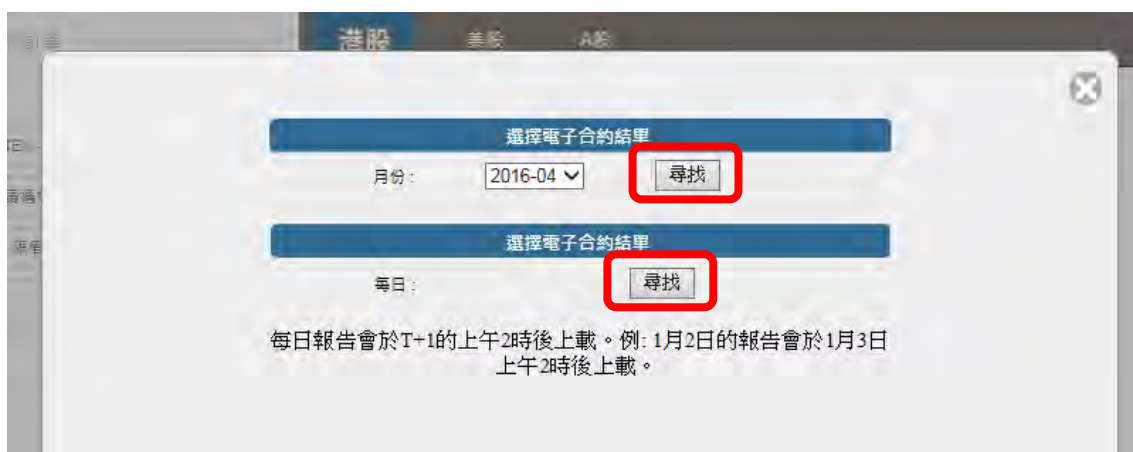 港股 美股 A股
選擇電子合約結單
月份 : 2016-04 尋找
選擇電子合約結單
每日 : 尋找
每日報告會於T+1的上午2時後上載。例: 1月2日的報告會於1月3日
上午2時後上載。